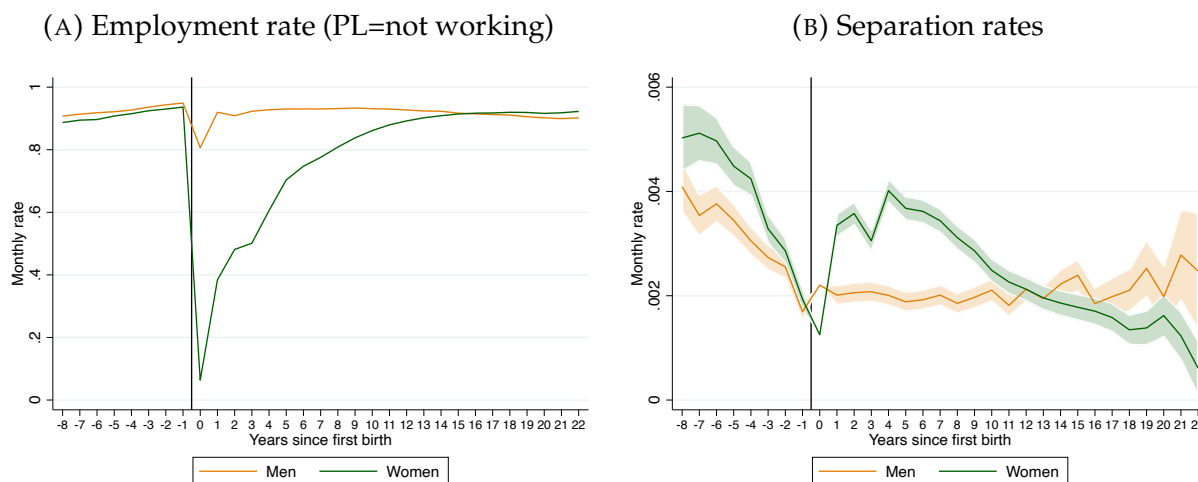 (A) Employment rate (PL=not working)
Monthly rate
1
.8
.6
.4
.2
0
-8 -7 -6 -5 -4 -3 -2 -1 0 1 2 3 4 5 6 7 8 9 10 11 12 13 14 15 16 17 18 19 20 21 22
Years since first birth
Men Women
(B) Separation rates
Monthly rate
.006
.004
.002
0
-8 -7 -6 -5 -4 -3 -2 -1 0 1 2 3 4 5 6 7 8 9 10 11 12 13 14 15 16 17 18 19 20 21 2
Years since first birth
Men Women